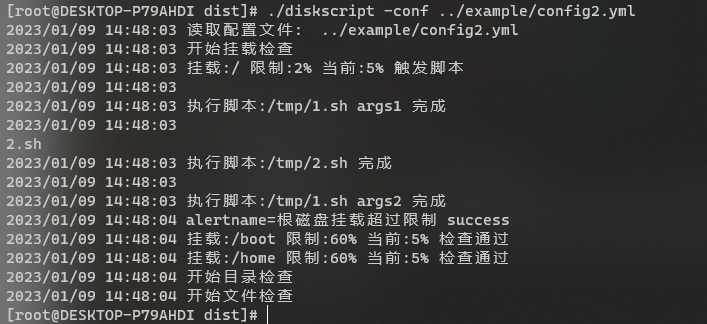 [root@DESKTOP-P79AHDI dist]# ./diskscript -conf ../example/config2.yml
2023/01/09 14:48:03 读取配置文件: ../example/config2.yml
2023/01/09 14:48:03 开始挂载检查
2023/01/09 14:48:03 挂载:/ 限制:2% 当前:5% 触发脚本
2023/01/09 14:48:03
2023/01/09 14:48:03 执行脚本:/tmp/1.sh args1 完成
2023/01/09 14:48:03
2.sh
2023/01/09 14:48:03 执行脚本:/tmp/2.sh 完成
2023/01/09 14:48:03
2023/01/09 14:48:03 执行脚本:/tmp/1.sh args2 完成
2023/01/09 14:48:04 alertname=根磁盘挂载超过限制 success
2023/01/09 14:48:04 挂载:/boot 限制:60% 当前:5% 检查通过
2023/01/09 14:48:04 挂载:/home 限制:60% 当前:5% 检查通过
2023/01/09 14:48:04 开始目录检查
2023/01/09 14:48:04 开始文件检查
[root@DESKTOP-P79AHDI dist]#